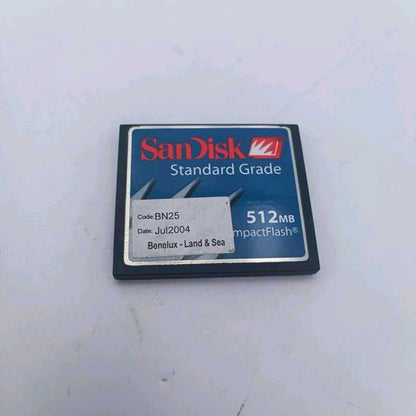 SanDisk
Standard Grade
512MB
mpactFlash®
Code: BN25
Date: Jul2004
Benelux - Land & Sea